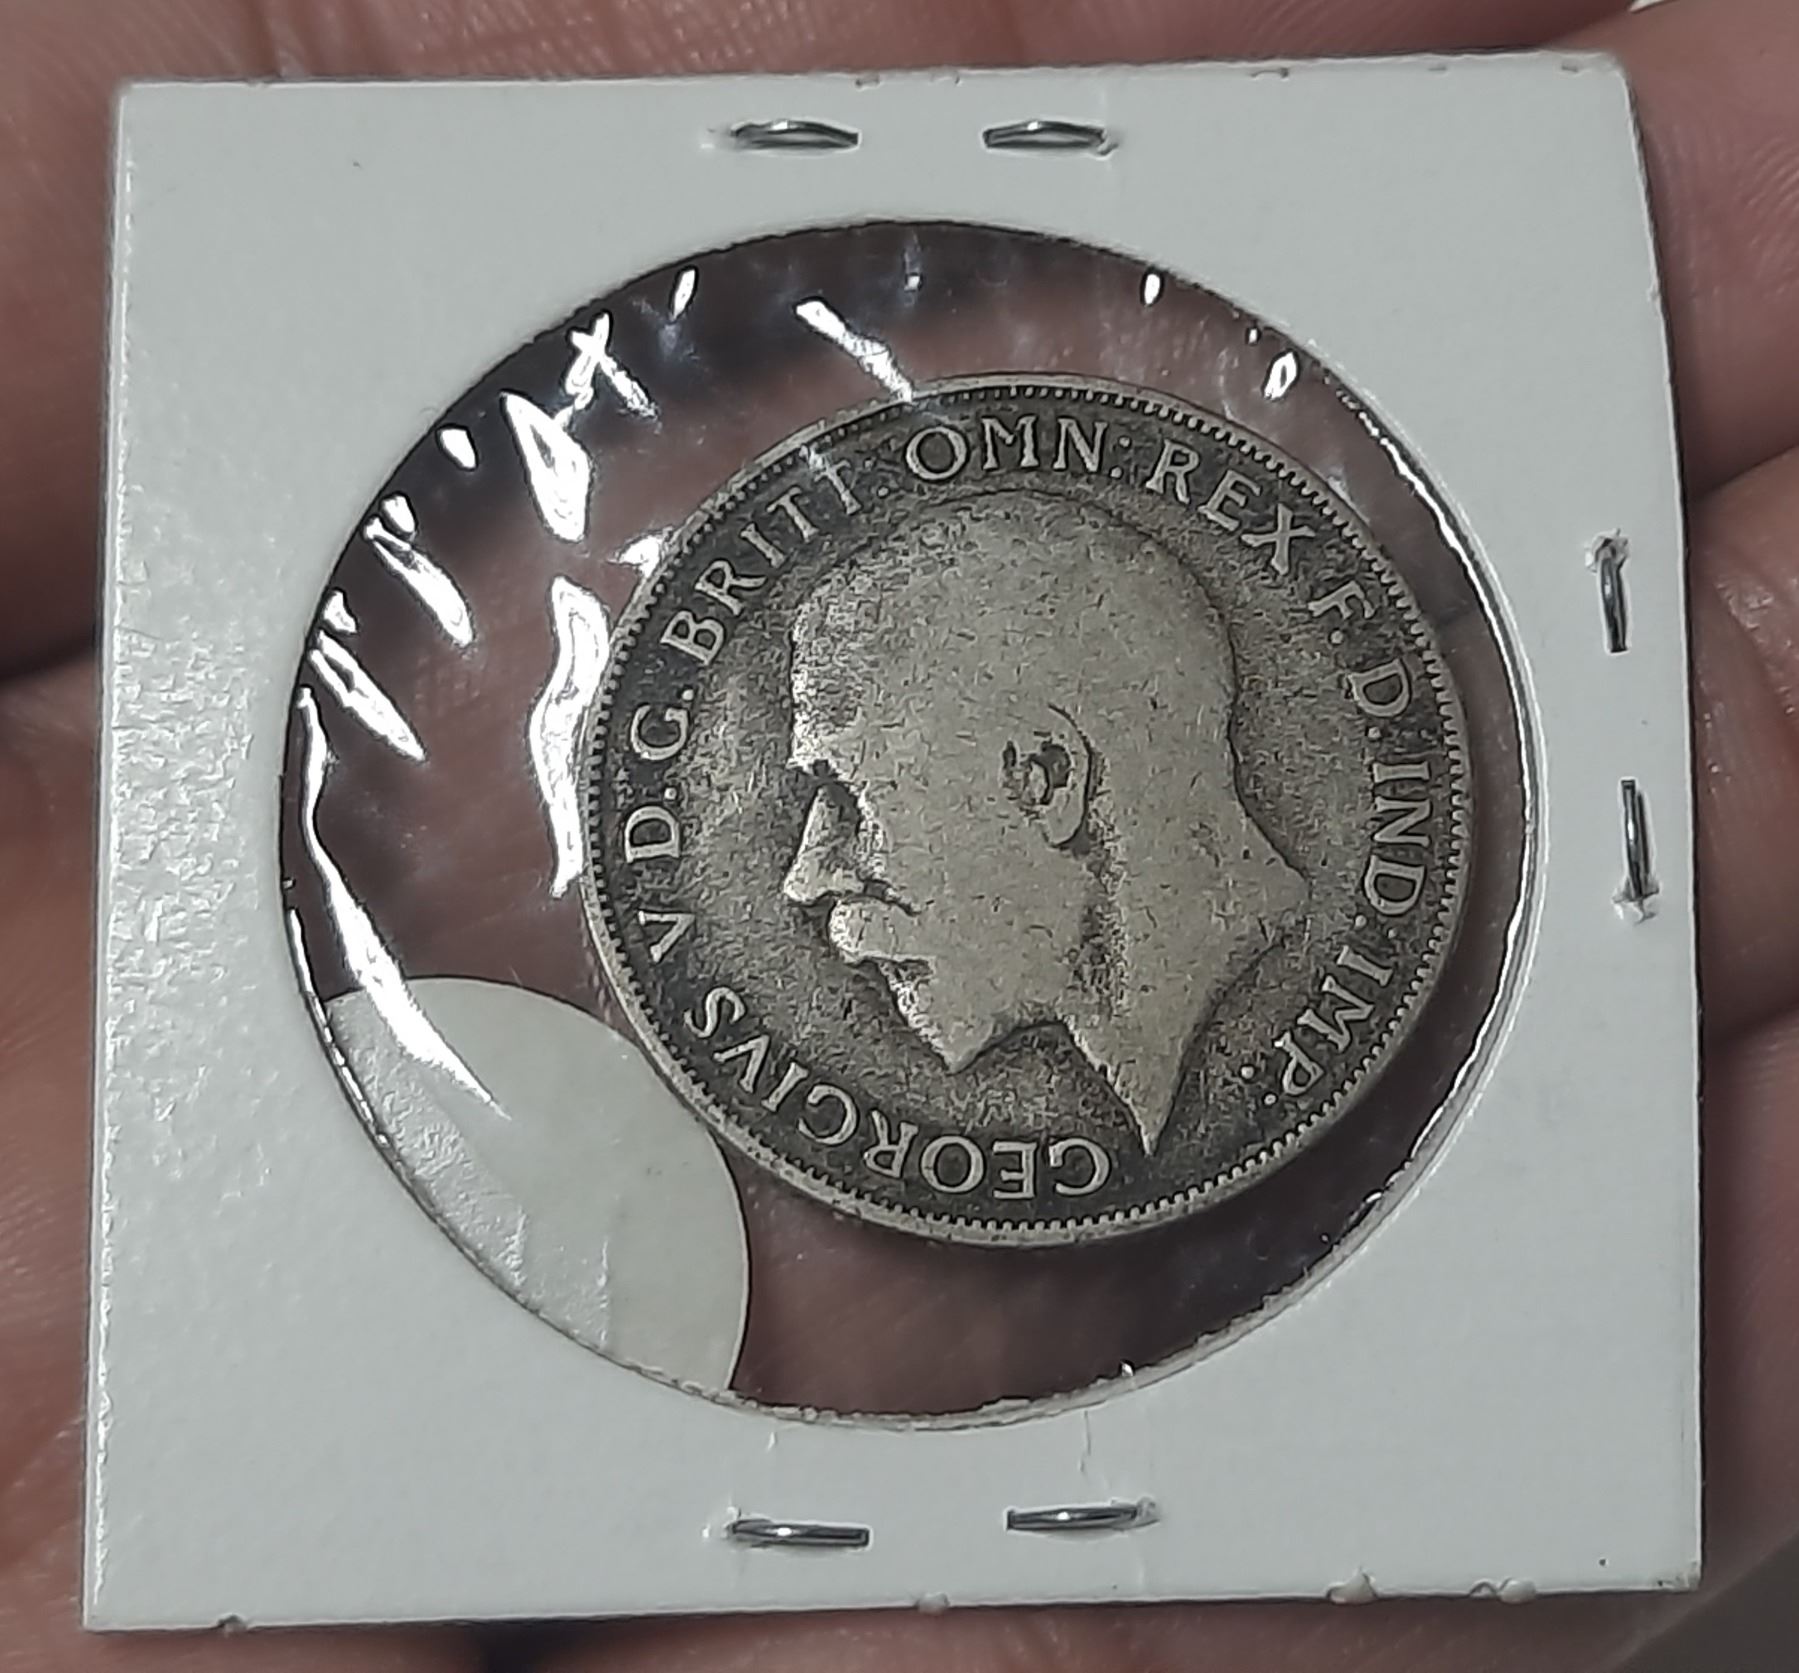 GEORGIVS V D.G. BRITT: OMN: REX F.D. IND: IMP: